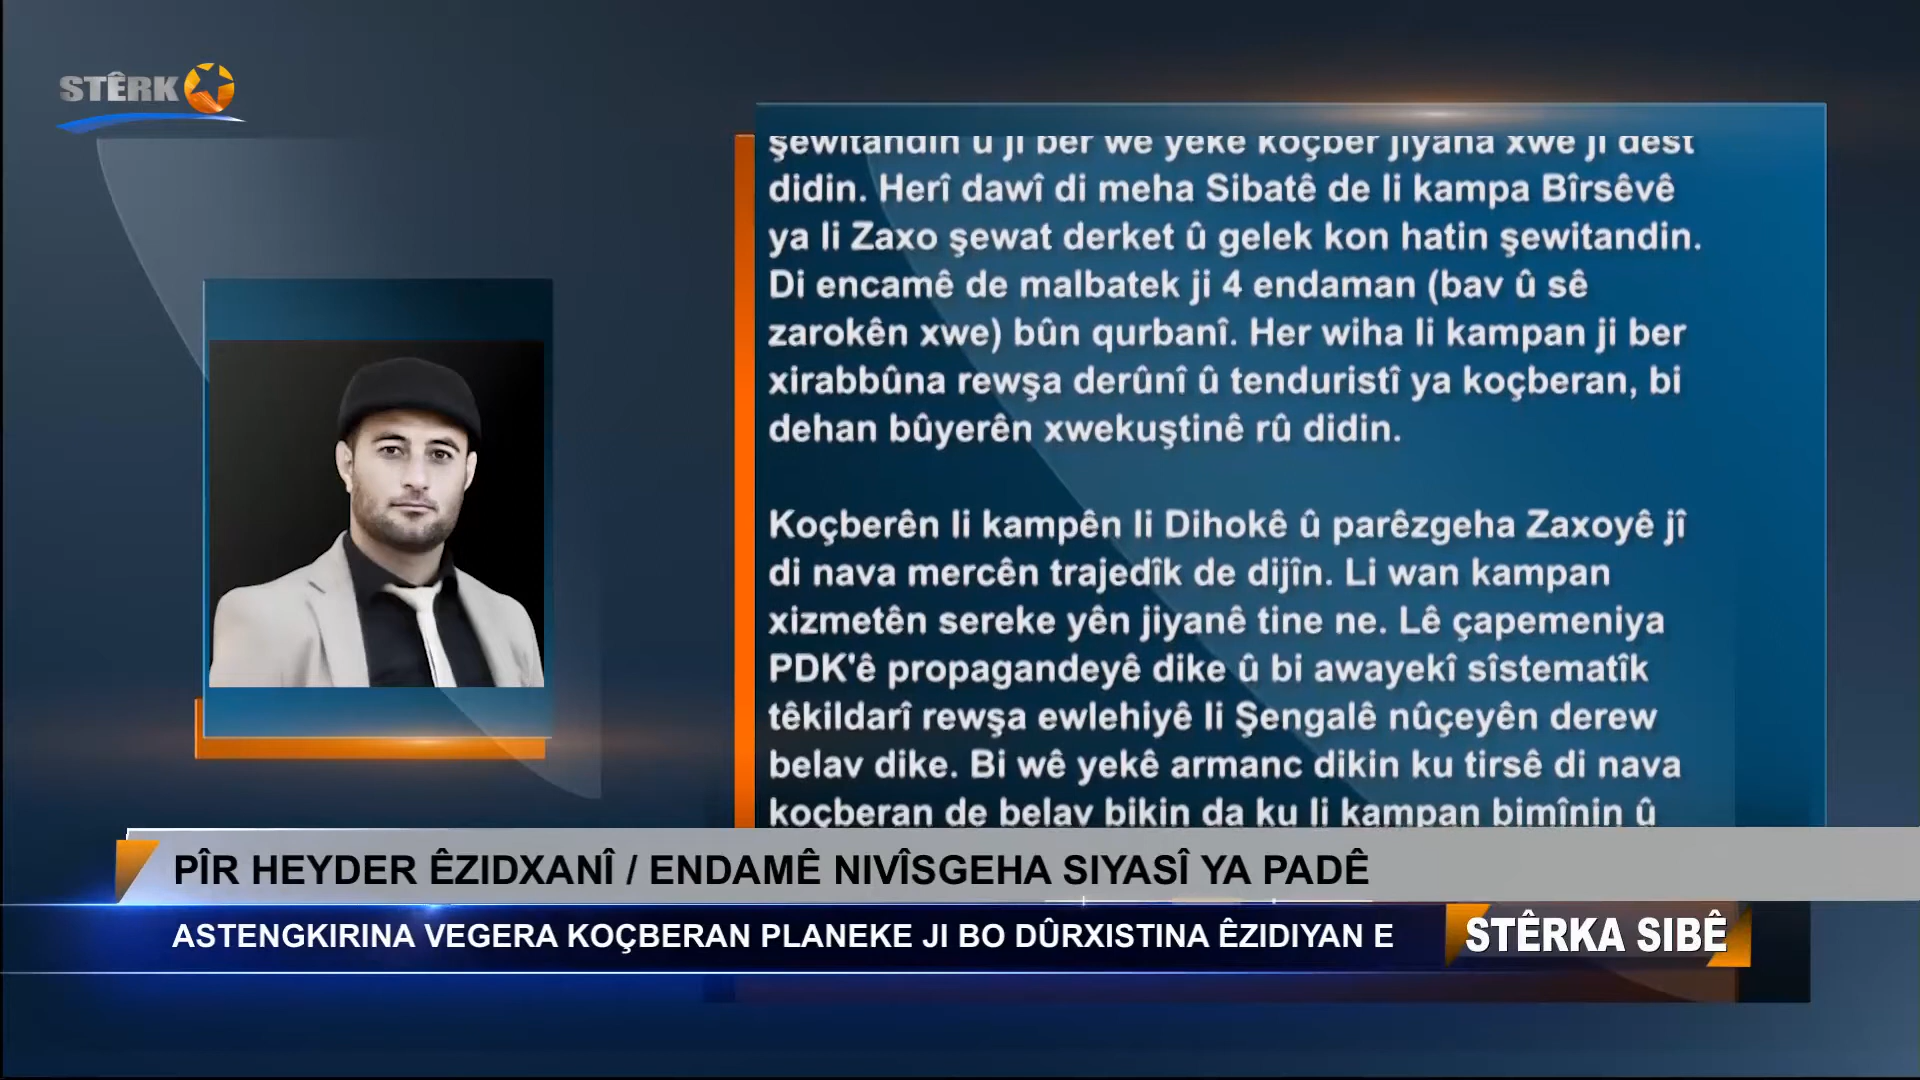 STÊRK
şewitandin û ji ber wê yekê koçber jiyana xwe ji dest
didin. Herî dawî di meha Sibatê de li kampa Bîrsêvê
ya li Zaxo şewat derket û gelek kon hatin şewitandin.
Di encamê de malbatek ji 4 endaman (bav û sê
zarokên xwe) bûn qurbanî. Her wiha li kampan ji ber
xirabbûna rewşa derûnî û tenduristî ya koçberan, bi
dehan bûyerên xwekuştinê rû didin.
Koçberên li kampên li Dihokê û parêzgeha Zaxoyê jî
di nava mercên trajedîk de dijîn. Li wan kampan
xizmetên sereke yên jiyanê tine ne. Lê çapemeniya
PDK'ê propagandeyê dike û bi awayekî sîstematîk
têkildarî rewşa ewlehiyê li Şengalê nûçeyên derew
belav dike. Bi wê yekê armanc dikin ku tirsê di nava
koçberan de belav bikin da ku li kampan bimînin û
PÎR HEYDER ÊZIDXANÎ / ENDAMÊ NIVÎSGEHA SIYASÎ YA PADÊ
ASTENGKIRINA VEGERA KOÇBERAN PLANEKE JI BO DÛRXISTINA ÊZIDIYAN E
STÊRKA SIBÊ